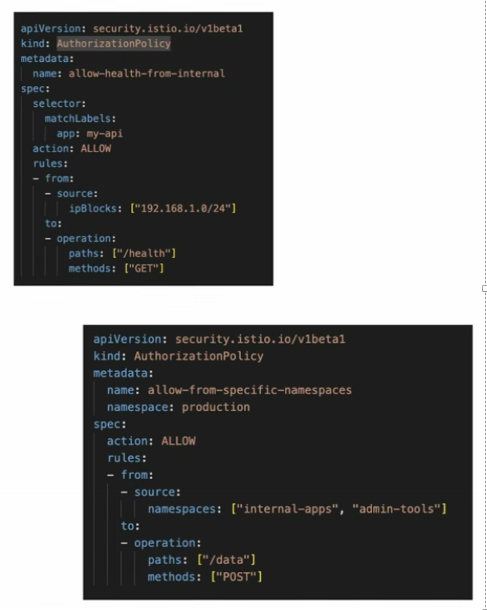 apiVersion: security.istio.io/v1beta1
kind: AuthorizationPolicy
metadata:
  name: allow-health-from-internal
spec:
  selector:
    matchLabels:
      app: my-api
  action: ALLOW
  rules:
  - from:
    - source:
        ipBlocks: ["192.168.1.0/24"]
    to:
    - operation:
        paths: ["/health"]
        methods: ["GET"]
apiVersion: security.istio.io/v1beta1
kind: AuthorizationPolicy
metadata:
  name: allow-from-specific-namespaces
  namespace: production
spec:
  action: ALLOW
  rules:
  - from:
    - source:
        namespaces: ["internal-apps", "admin-tools"]
    to:
    - operation:
        paths: ["/data"]
        methods: ["POST"]